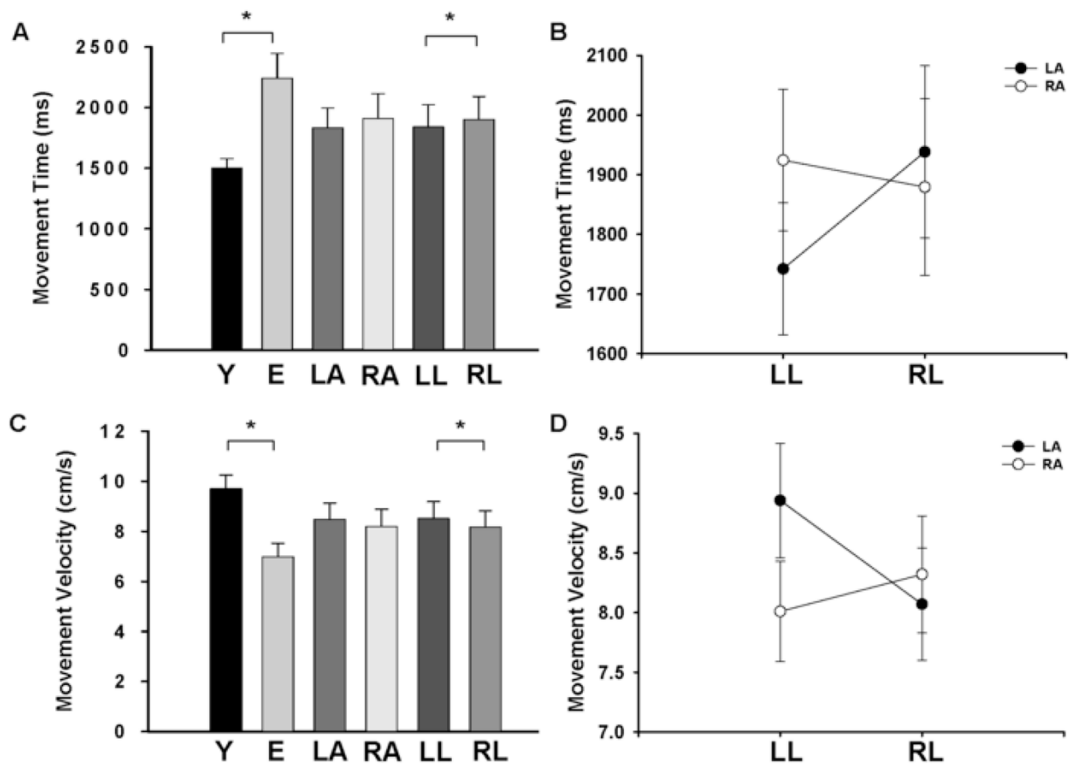 A
Movement Time (ms)
2500
2000
1500
1000
500
0
*
*
Y E LA RA LL RL
B
Movement Time (ms)
2100
2000
1900
1800
1700
1600
LA
RA
LL RL
C
Movement Velocity (cm/s)
12
10
8
6
4
2
0
*
*
Y E LA RA LL RL
D
Movement Velocity (cm/s)
9.5
9.0
8.5
8.0
7.5
7.0
LA
RA
LL RL